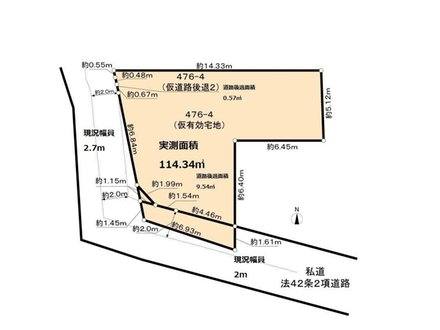 約14.33m
約0.55m
約0.48m
476-4
(仮道路後退2)
道路後退面積
0.57㎡
約2.0m
約0.67m
476-4
(仮有効宅地)
約5.12m
現況幅員
2.7m
約6.84m
実測面積
114.34㎡
約6.45m
道路後退面積
9.54㎡
約6.40m
約1.15m
約1.99m
約2.0m
約1.54m
約4.46m
N
約1.45m
約2.0m
約6.93m
約1.61m
現況幅員
2m
私道
法42条2項道路